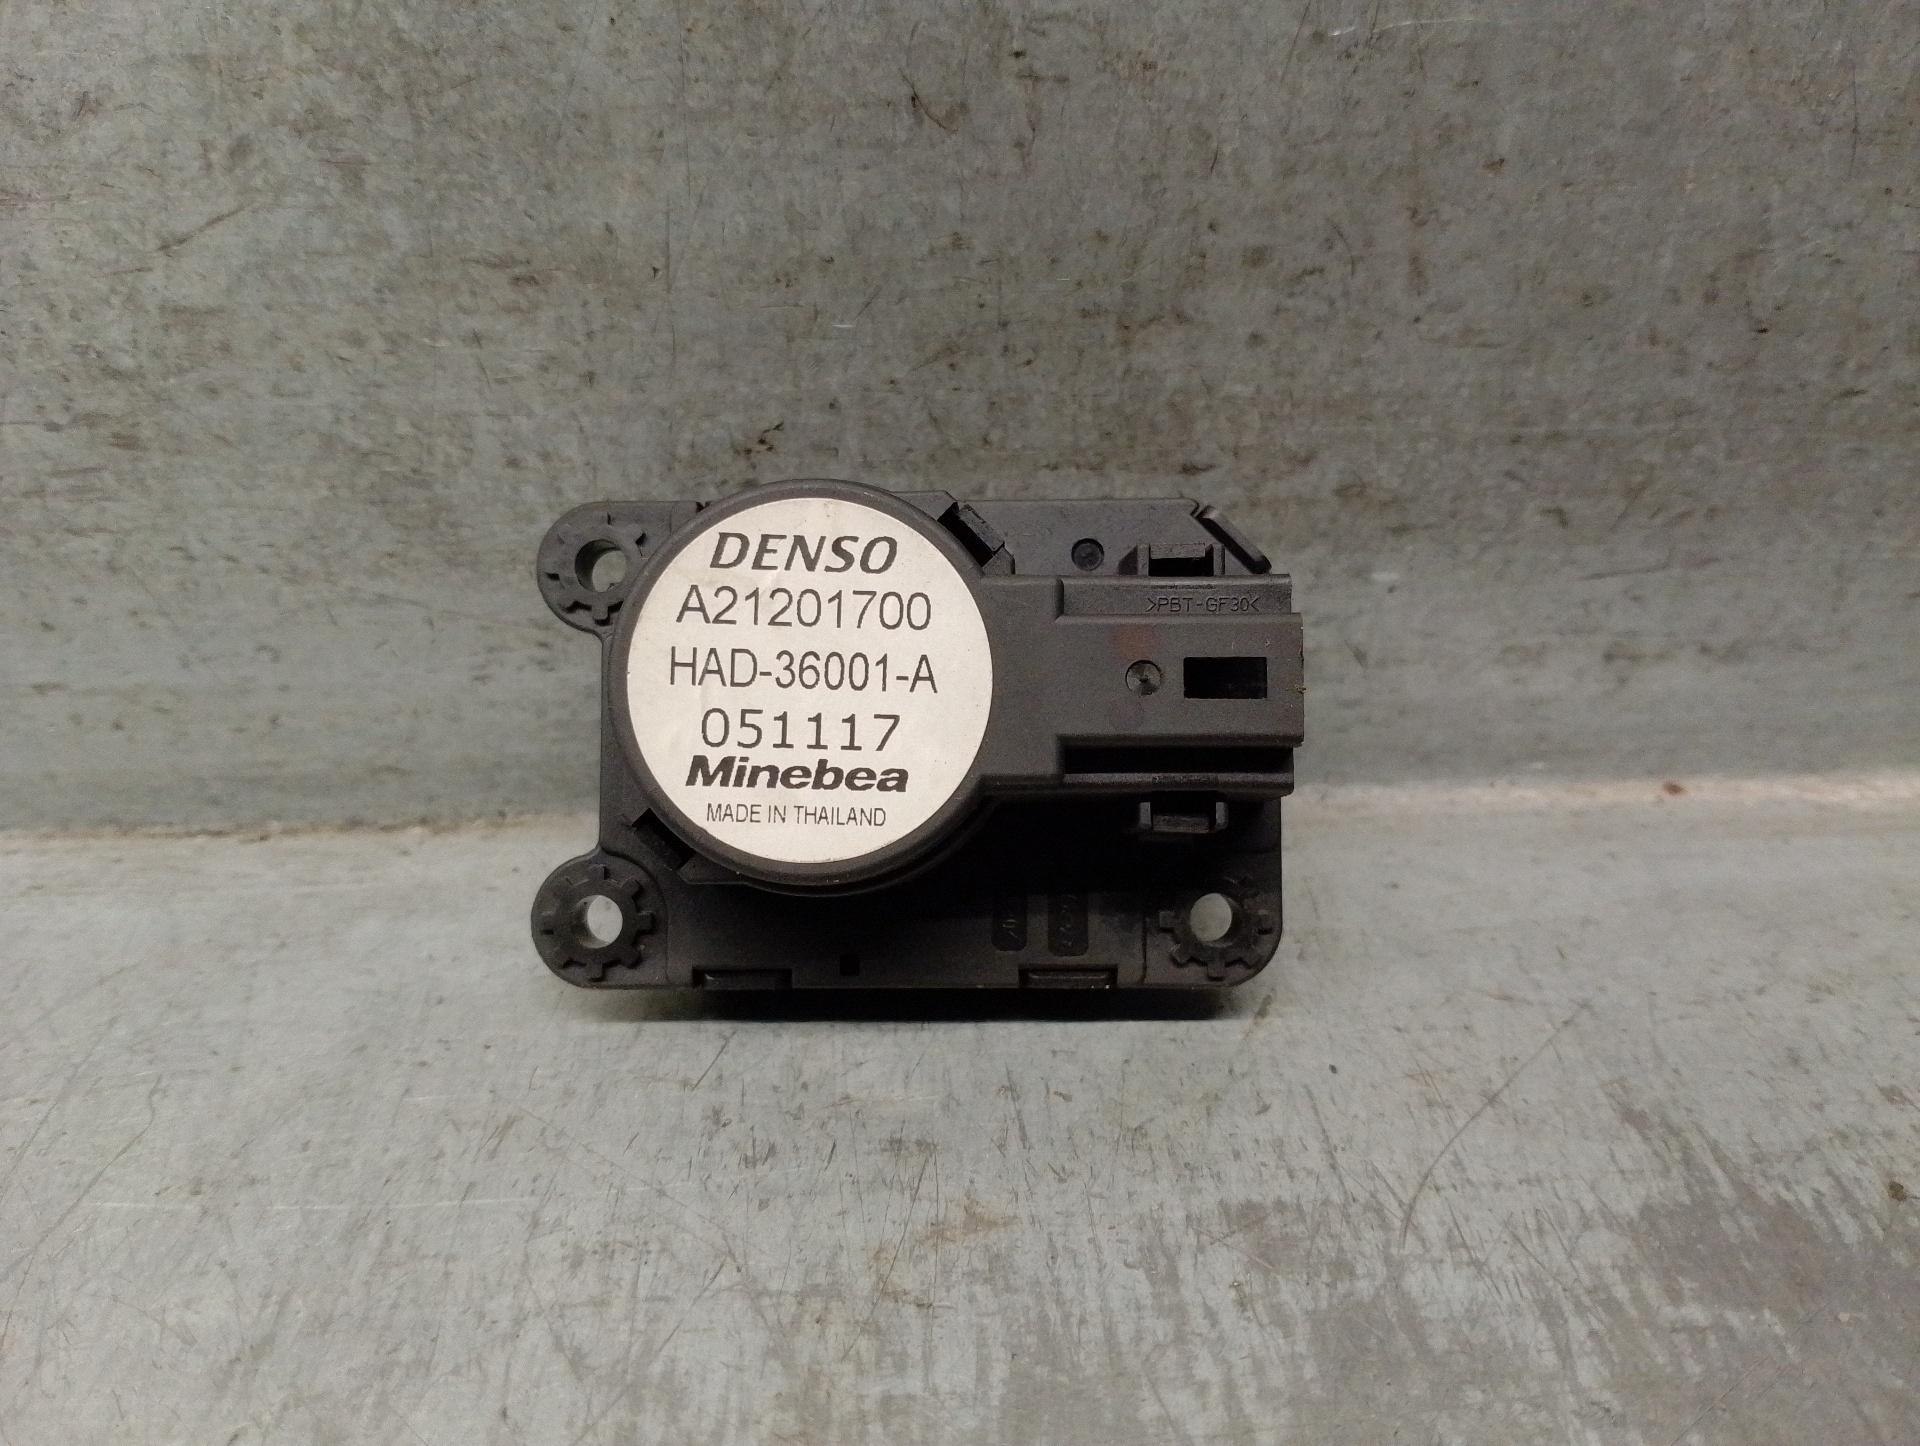 DENSO
A21201700
HAD-36001-A
051117
Minebea
MADE IN THAILAND
>PBT-GF30<